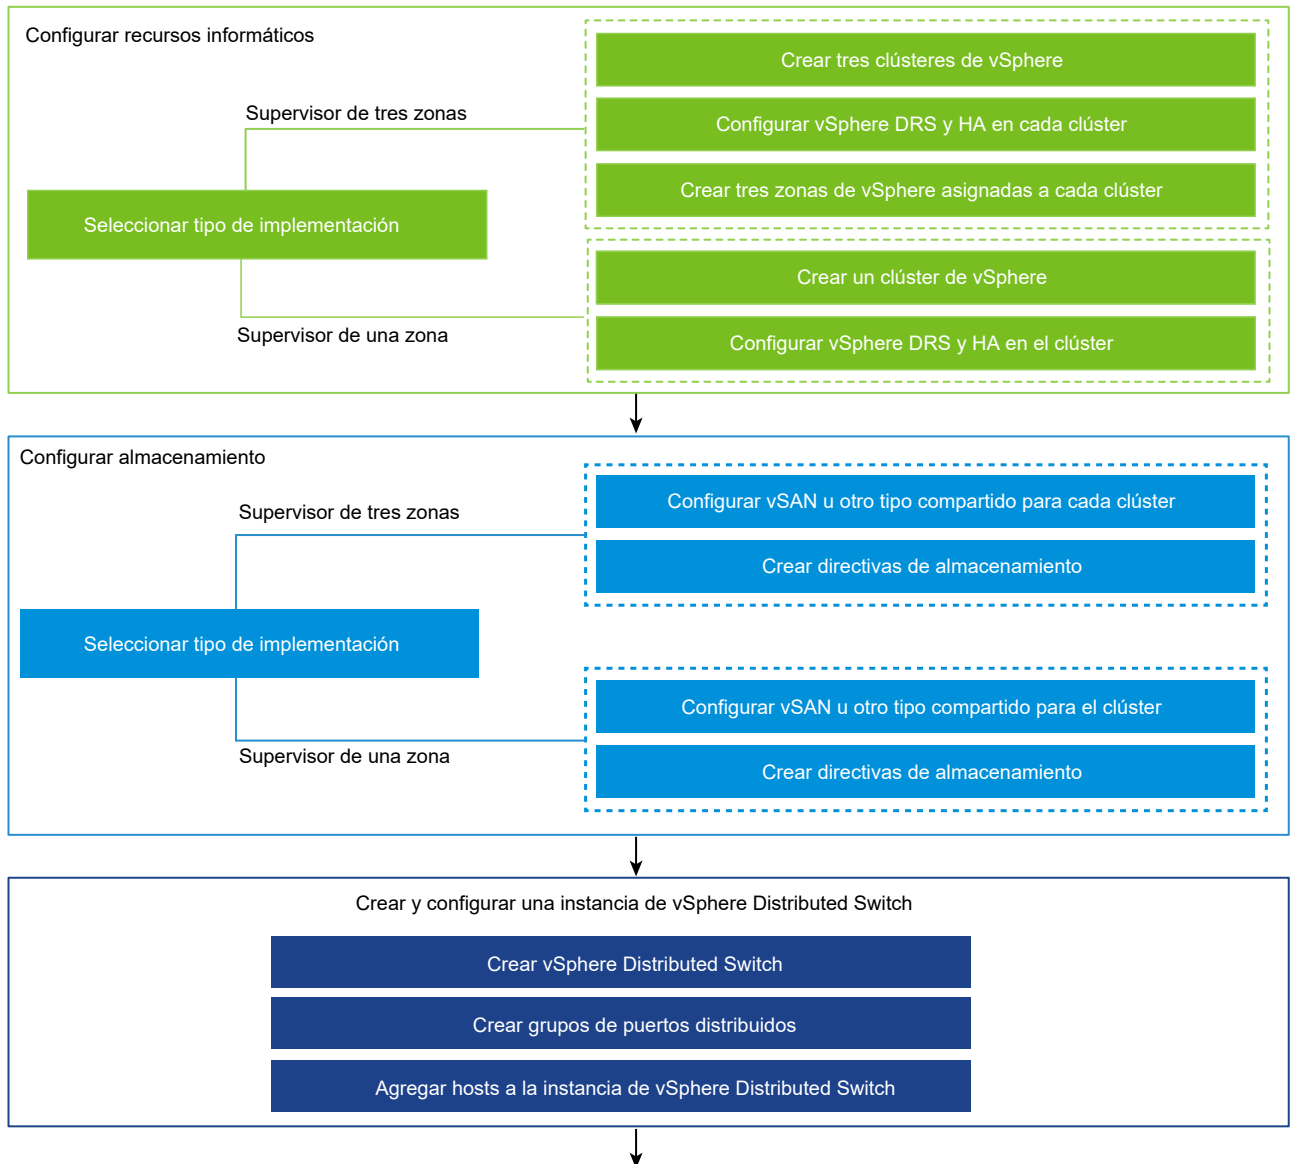 Configurar recursos informáticos
Supervisor de tres zonas
Seleccionar tipo de implementación
Supervisor de una zona
Crear tres clústeres de vSphere
Configurar vSphere DRS y HA en cada clúster
Crear tres zonas de vSphere asignadas a cada clúster
Crear un clúster de vSphere
Configurar vSphere DRS y HA en el clúster
Configurar almacenamiento
Supervisor de tres zonas
Seleccionar tipo de implementación
Supervisor de una zona
Configurar vSAN u otro tipo compartido para cada clúster
Crear directivas de almacenamiento
Configurar vSAN u otro tipo compartido para el clúster
Crear directivas de almacenamiento
Crear y configurar una instancia de vSphere Distributed Switch
Crear vSphere Distributed Switch
Crear grupos de puertos distribuidos
Agregar hosts a la instancia de vSphere Distributed Switch